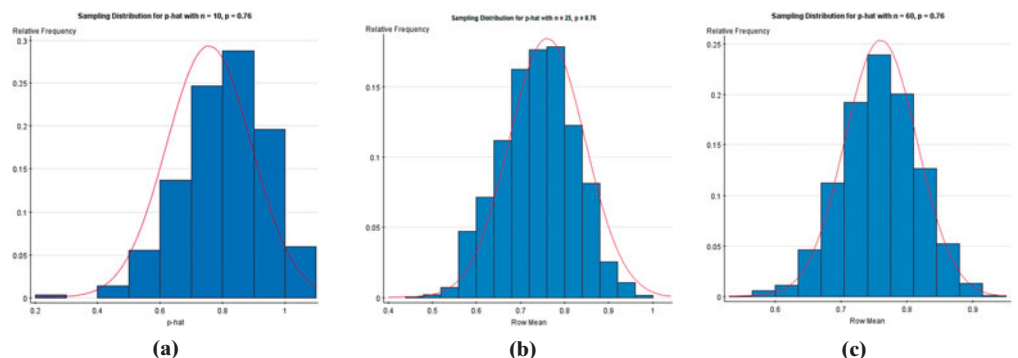 Sampling Distribution for p-hat with n = 10, p = 0.76
Relative Frequency
0.3
0.25
0.2
0.15
0.1
0.05
0
0.2 0.4 0.6 0.8 1
p-hat
(a)
Sampling Distribution for p-hat with n = 25, p = 0.76
Relative Frequency
0.15
0.1
0.05
0
0.4 0.5 0.6 0.7 0.8 0.9 1
Row Mean
(b)
Sampling Distribution for p-hat with n = 60, p = 0.76
Relative Frequency
0.25
0.2
0.15
0.1
0.05
0
0.6 0.7 0.8 0.9
Row Mean
(c)